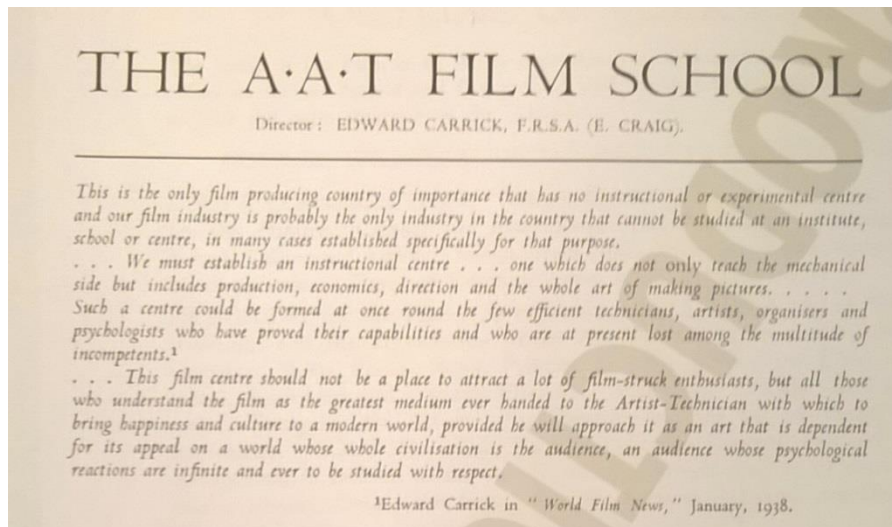 THE A·A·T FILM SCHOOL
Director: EDWARD CARRICK, F.R.S.A. (E. CRAIG).
This is the only film producing country of importance that has no instructional or experimental centre
and our film industry is probably the only industry in the country that cannot be studied at an institute,
school or centre, in many cases established specifically for that purpose.
. . . We must establish an instructional centre . . . one which does not only teach the mechanical
side but includes production, economics, direction and the whole art of making pictures. . . . .
Such a centre could be formed at once round the few efficient technicians, artists, organisers and
psychologists who have proved their capabilities and who are at present lost among the multitude of
incompetents.¹
. . . This film centre should not be a place to attract a lot of film-struck enthusiasts, but all those
who understand the film as the greatest medium ever handed to the Artist-Technician with which to
bring happiness and culture to a modern world, provided he will approach it as an art that is dependent
for its appeal on a world whose whole civilisation is the audience, an audience whose psychological
reactions are infinite and ever to be studied with respect.
¹Edward Carrick in "World Film News," January, 1938.